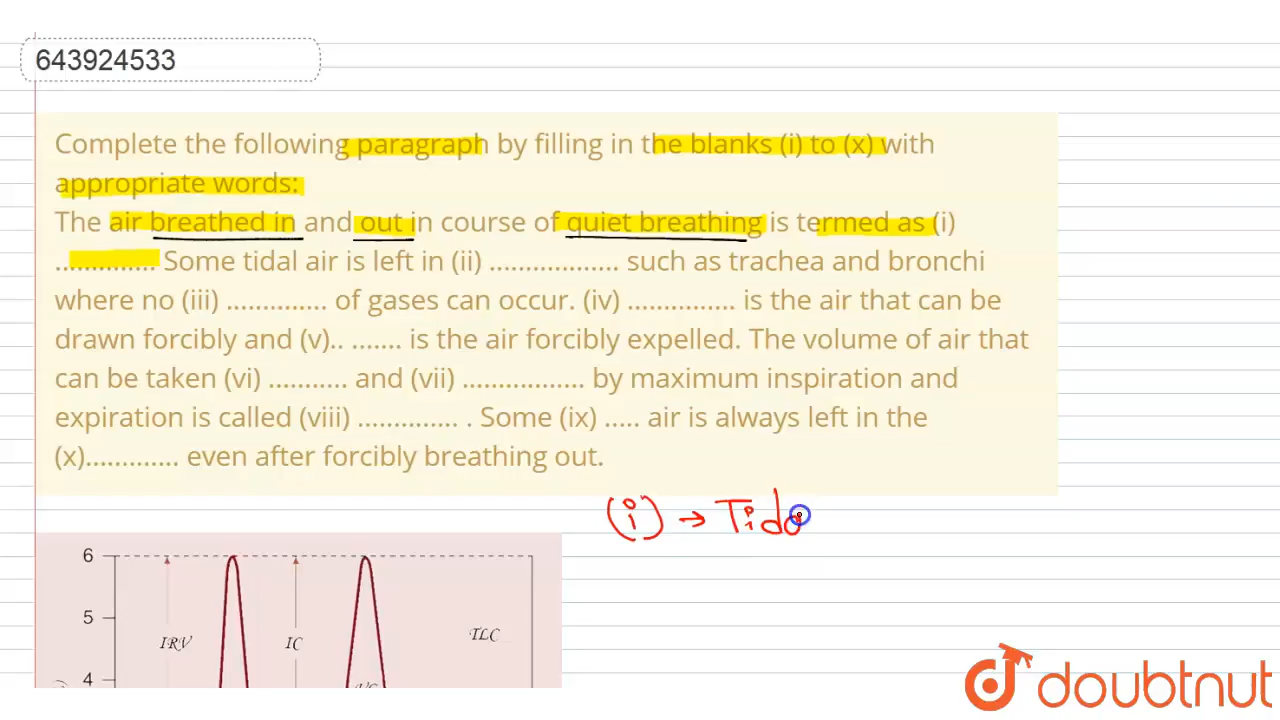 643924533
Complete the following paragraph by filling in the blanks (i) to (x) with
appropriate words:
The air breathed in and out in course of quiet breathing is termed as (i)
.............. Some tidal air is left in (ii) .................. such as trachea and bronchi
where no (iii) .............. of gases can occur. (iv) ............... is the air that can be
drawn forcibly and (v).. ....... is the air forcibly expelled. The volume of air that
can be taken (vi) ........... and (vii) ................. by maximum inspiration and
expiration is called (viii) .............. . Some (ix) ..... air is always left in the
(x)............. even after forcibly breathing out.
(i) → Tida
6
5
IRV IC TLC
4
doubtnut